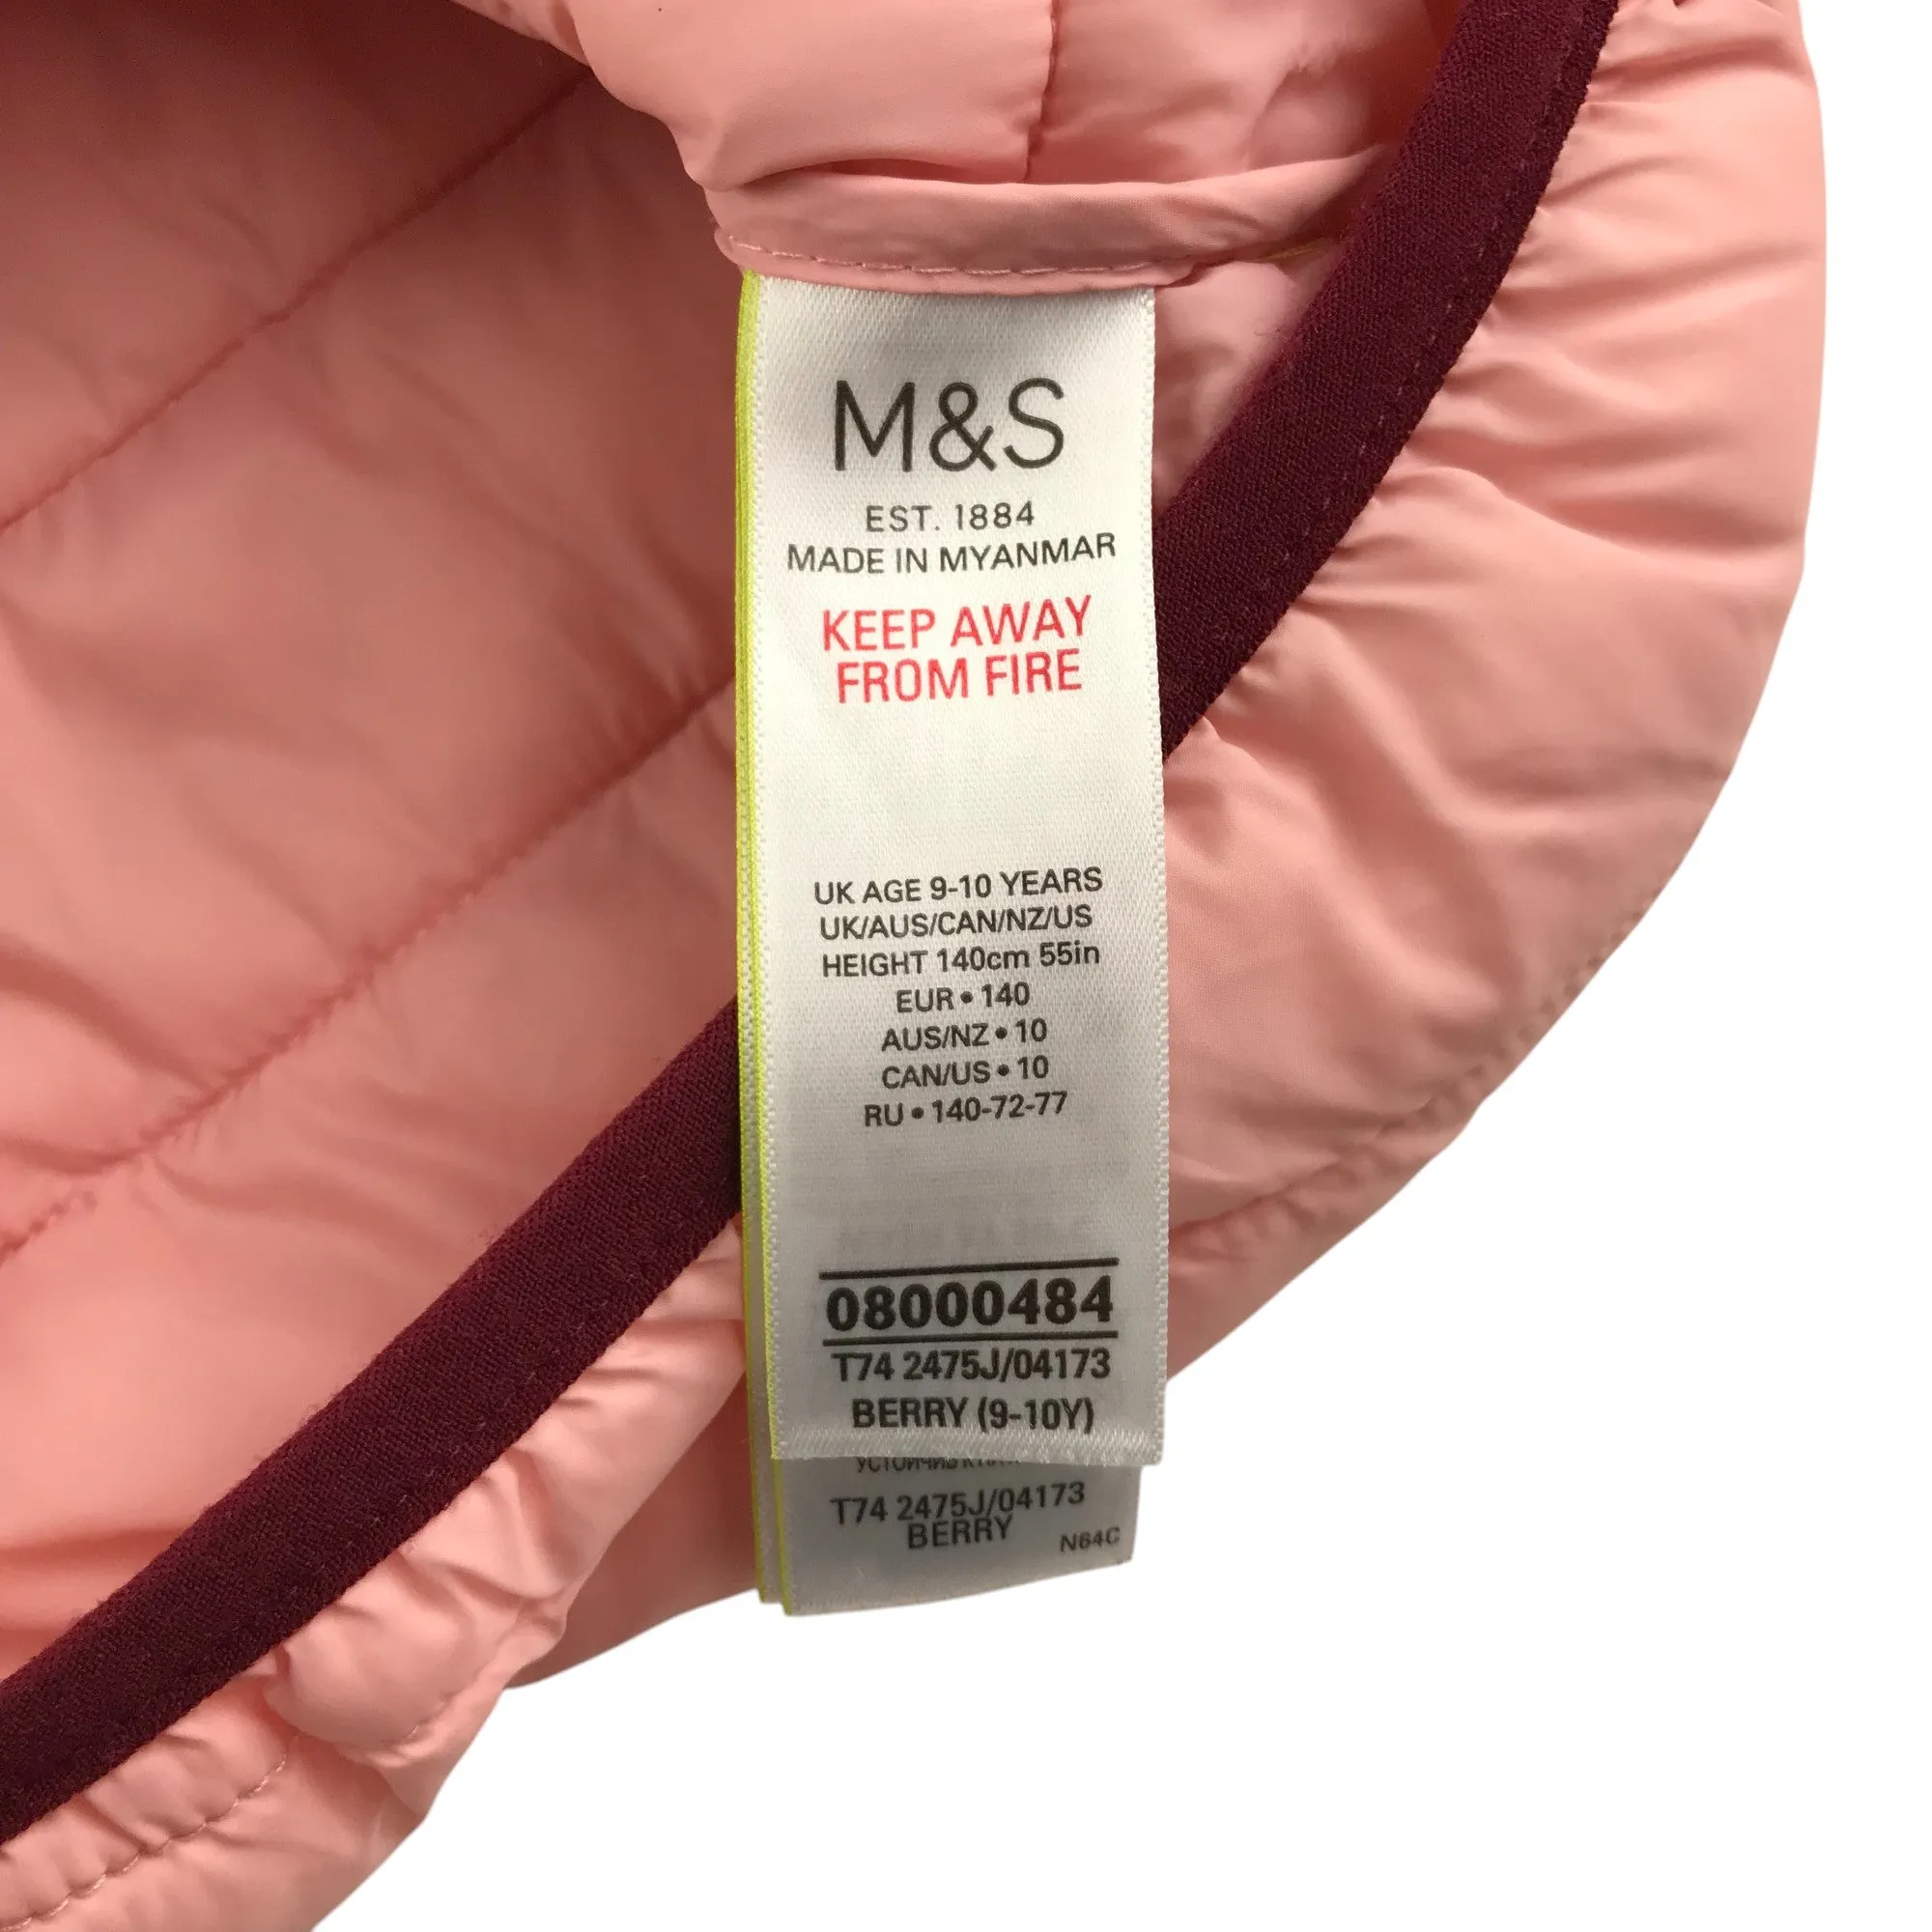 M&S
EST. 1884
MADE IN MYANMAR
KEEP AWAY
FROM FIRE
UK AGE 9-10 YEARS
UK/AUS/CAN/NZ/US
HEIGHT 140cm 55in
EUR • 140
AUS/NZ • 10
CAN/US • 10
RU • 140-72-77
08000484
T74 2475J/04173
BERRY (9-10Y)
T74 2475J/04173
BERRY
N64C